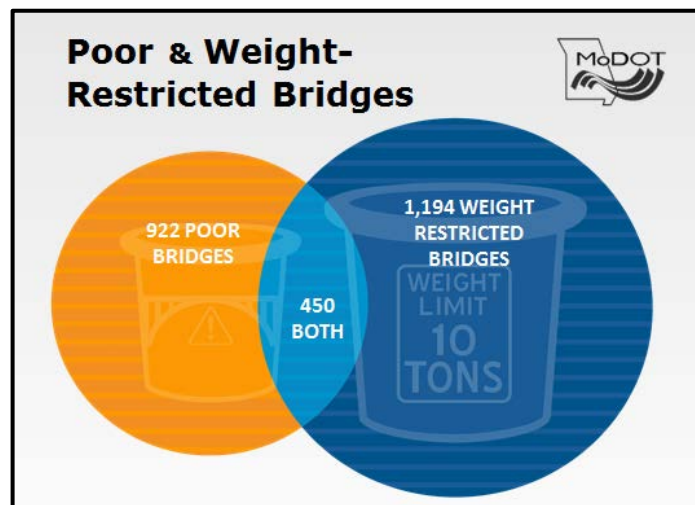 Poor & Weight-
Restricted Bridges
MoDOT
922 POOR
BRIDGES
450
BOTH
1,194 WEIGHT
RESTRICTED
BRIDGES
WEIGHT
LIMIT
10
TONS